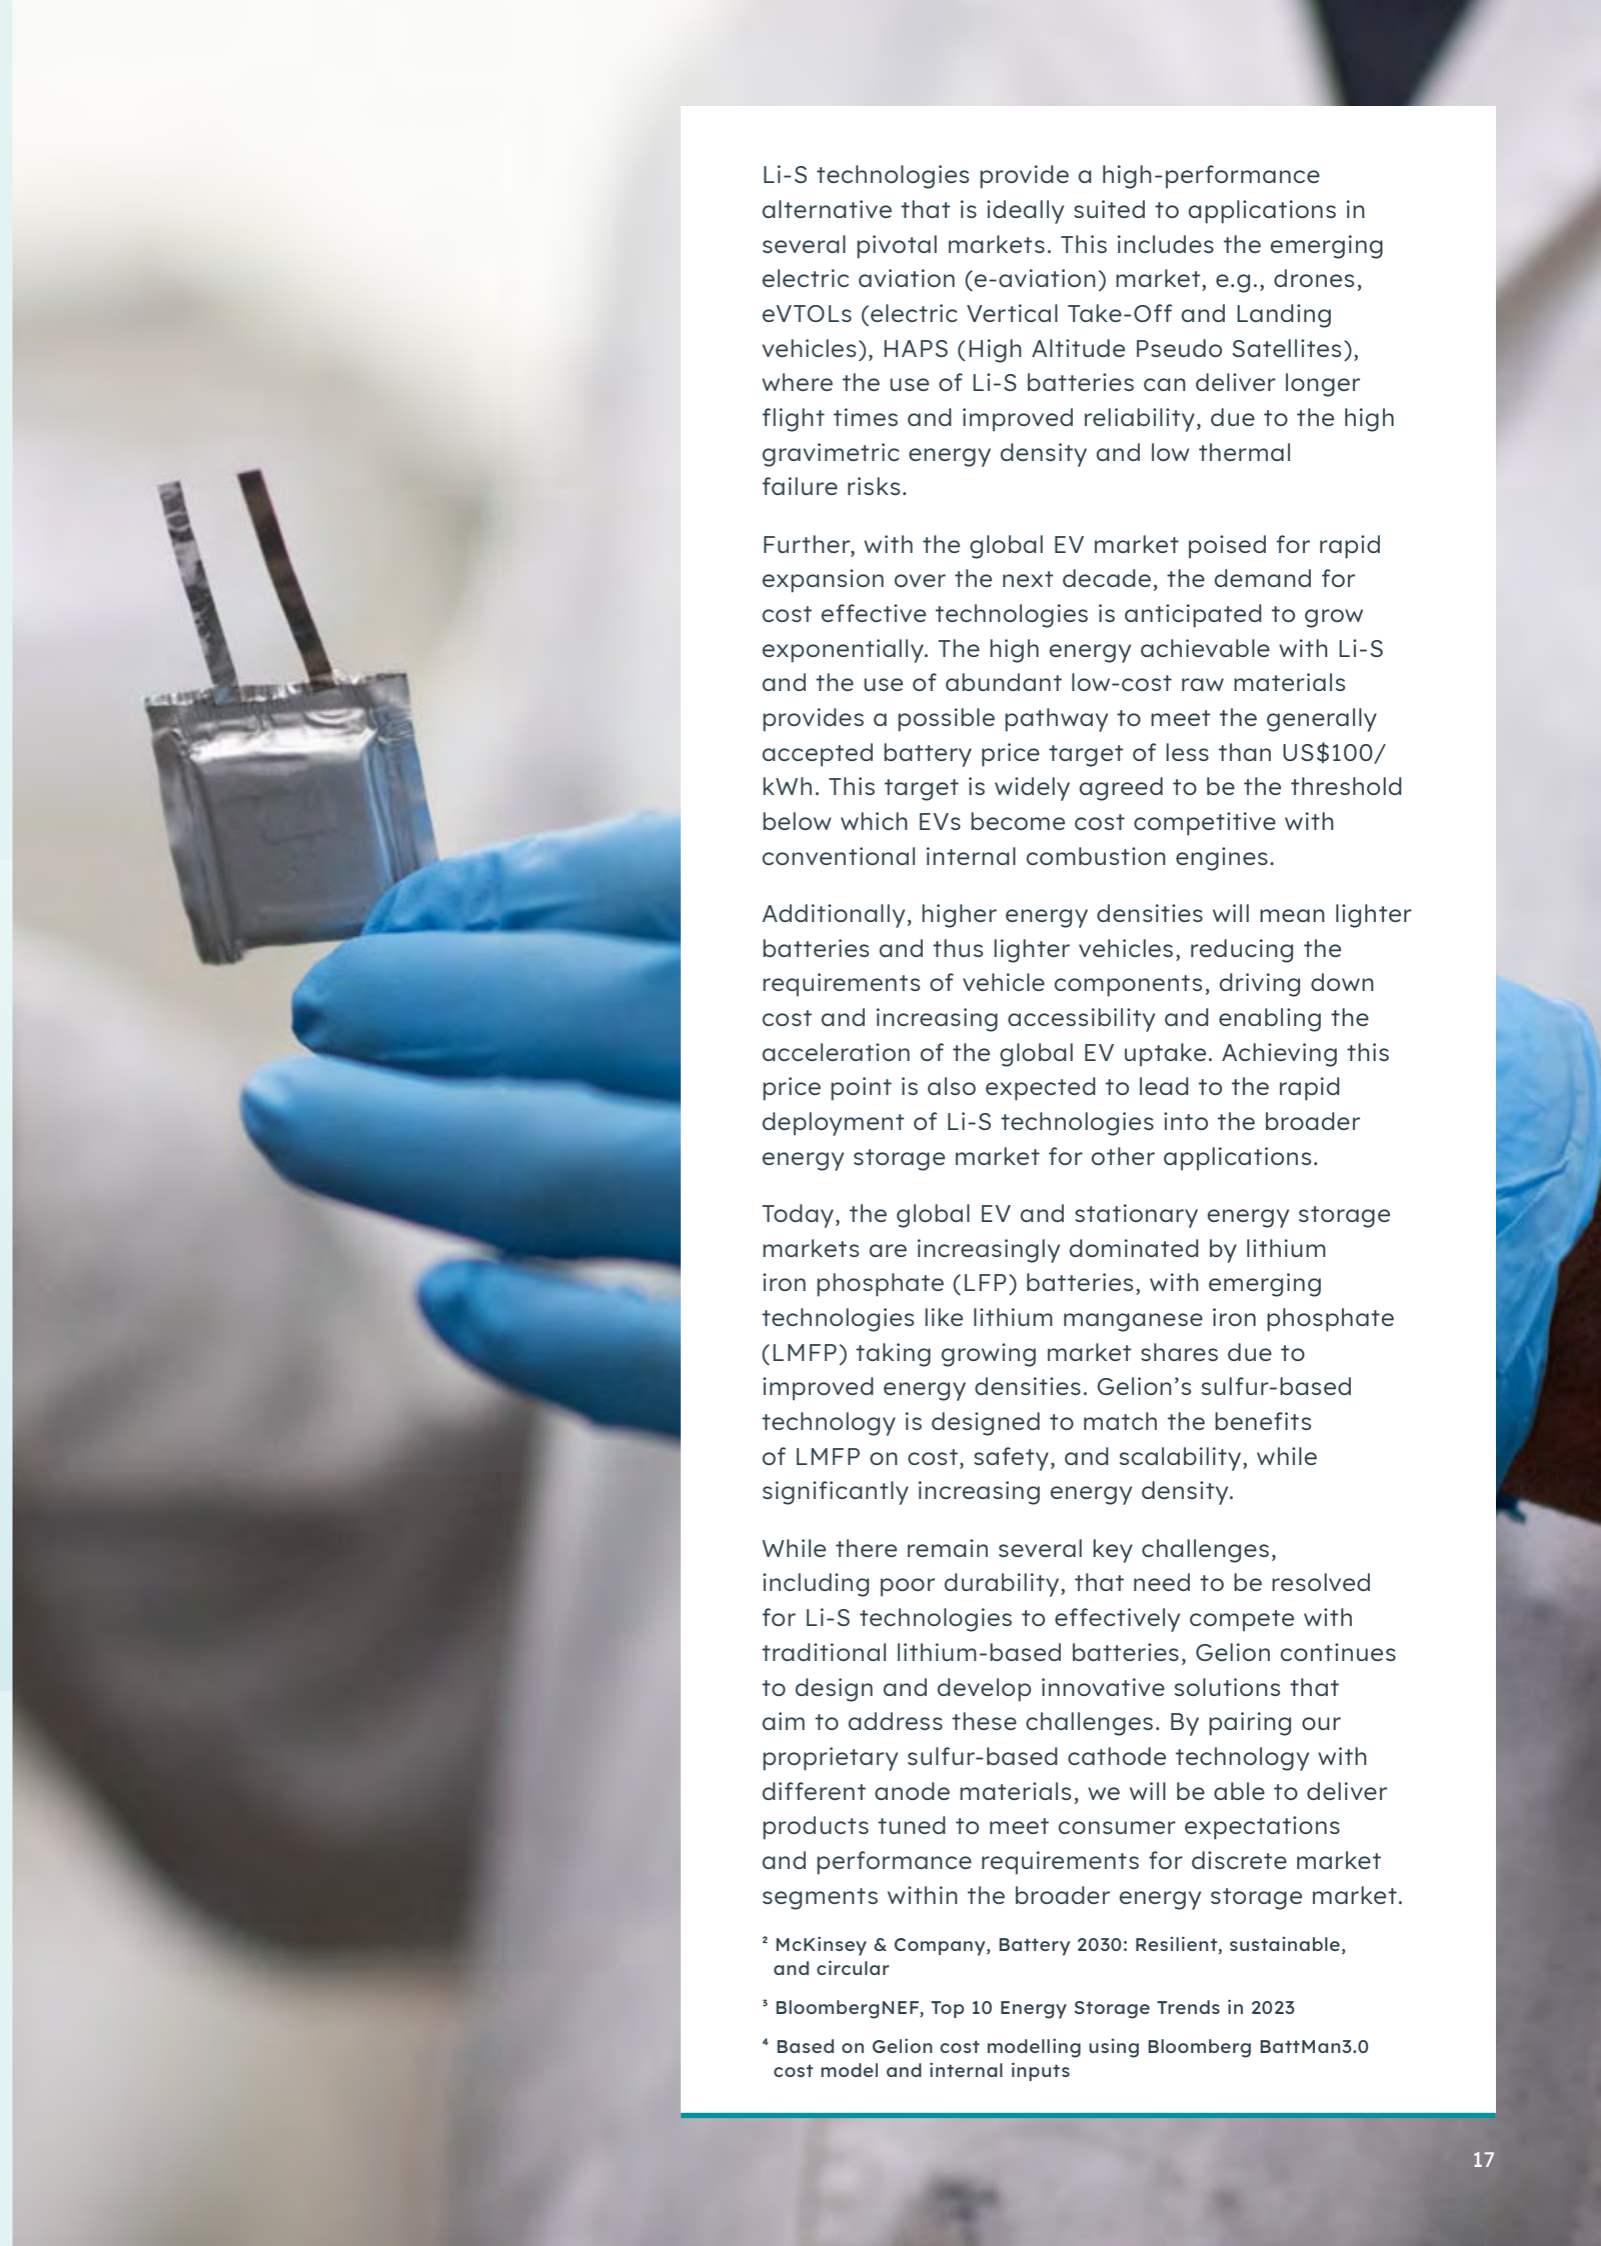 Li-S technologies provide a high-performance
alternative that is ideally suited to applications in
several pivotal markets. This includes the emerging
electric aviation (e-aviation) market, e.g., drones,
eVTOLs (electric Vertical Take-Off and Landing
vehicles), HAPS (High Altitude Pseudo Satellites),
where the use of Li-S batteries can deliver longer
flight times and improved reliability, due to the high
gravimetric energy density and low thermal
failure risks.
Further, with the global EV market poised for rapid
expansion over the next decade, the demand for
cost effective technologies is anticipated to grow
exponentially. The high energy achievable with Li-S
and the use of abundant low-cost raw materials
provides a possible pathway to meet the generally
accepted battery price target of less than US$100/
kWh. This target is widely agreed to be the threshold
below which EVs become cost competitive with
conventional internal combustion engines.
Additionally, higher energy densities will mean lighter
batteries and thus lighter vehicles, reducing the
requirements of vehicle components, driving down
cost and increasing accessibility and enabling the
acceleration of the global EV uptake. Achieving this
price point is also expected to lead to the rapid
deployment of Li-S technologies into the broader
energy storage market for other applications.
Today, the global EV and stationary energy storage
markets are increasingly dominated by lithium
iron phosphate (LFP) batteries, with emerging
technologies like lithium manganese iron phosphate
(LMFP) taking growing market shares due to
improved energy densities. Gelion’s sulfur-based
technology is designed to match the benefits
of LMFP on cost, safety, and scalability, while
significantly increasing energy density.
While there remain several key challenges,
including poor durability, that need to be resolved
for Li-S technologies to effectively compete with
traditional lithium-based batteries, Gelion continues
to design and develop innovative solutions that
aim to address these challenges. By pairing our
proprietary sulfur-based cathode technology with
different anode materials, we will be able to deliver
products tuned to meet consumer expectations
and performance requirements for discrete market
segments within the broader energy storage market.
² McKinsey & Company, Battery 2030: Resilient, sustainable,
and circular
³ BloombergNEF, Top 10 Energy Storage Trends in 2023
⁴ Based on Gelion cost modelling using Bloomberg BattMan3.0
cost model and internal inputs
17